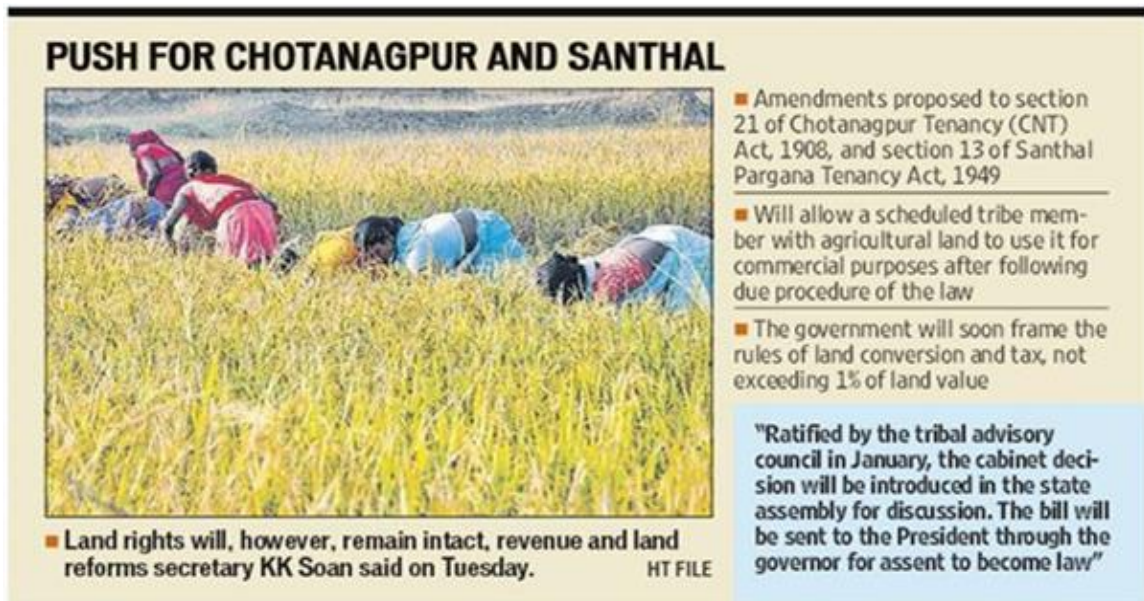 PUSH FOR CHOTANAGPUR AND SANTHAL
■ Amendments proposed to section
21 of Chotanagpur Tenancy (CNT)
Act, 1908, and section 13 of Santhal
Pargana Tenancy Act, 1949
■ Will allow a scheduled tribe mem-
ber with agricultural land to use it for
commercial purposes after following
due procedure of the law
■ The government will soon frame the
rules of land conversion and tax, not
exceeding 1% of land value
"Ratified by the tribal advisory
council in January, the cabinet deci-
sion will be introduced in the state
assembly for discussion. The bill will
be sent to the President through the
governor for assent to become law"
■ Land rights will, however, remain intact, revenue and land
reforms secretary KK Soan said on Tuesday.
HT FILE